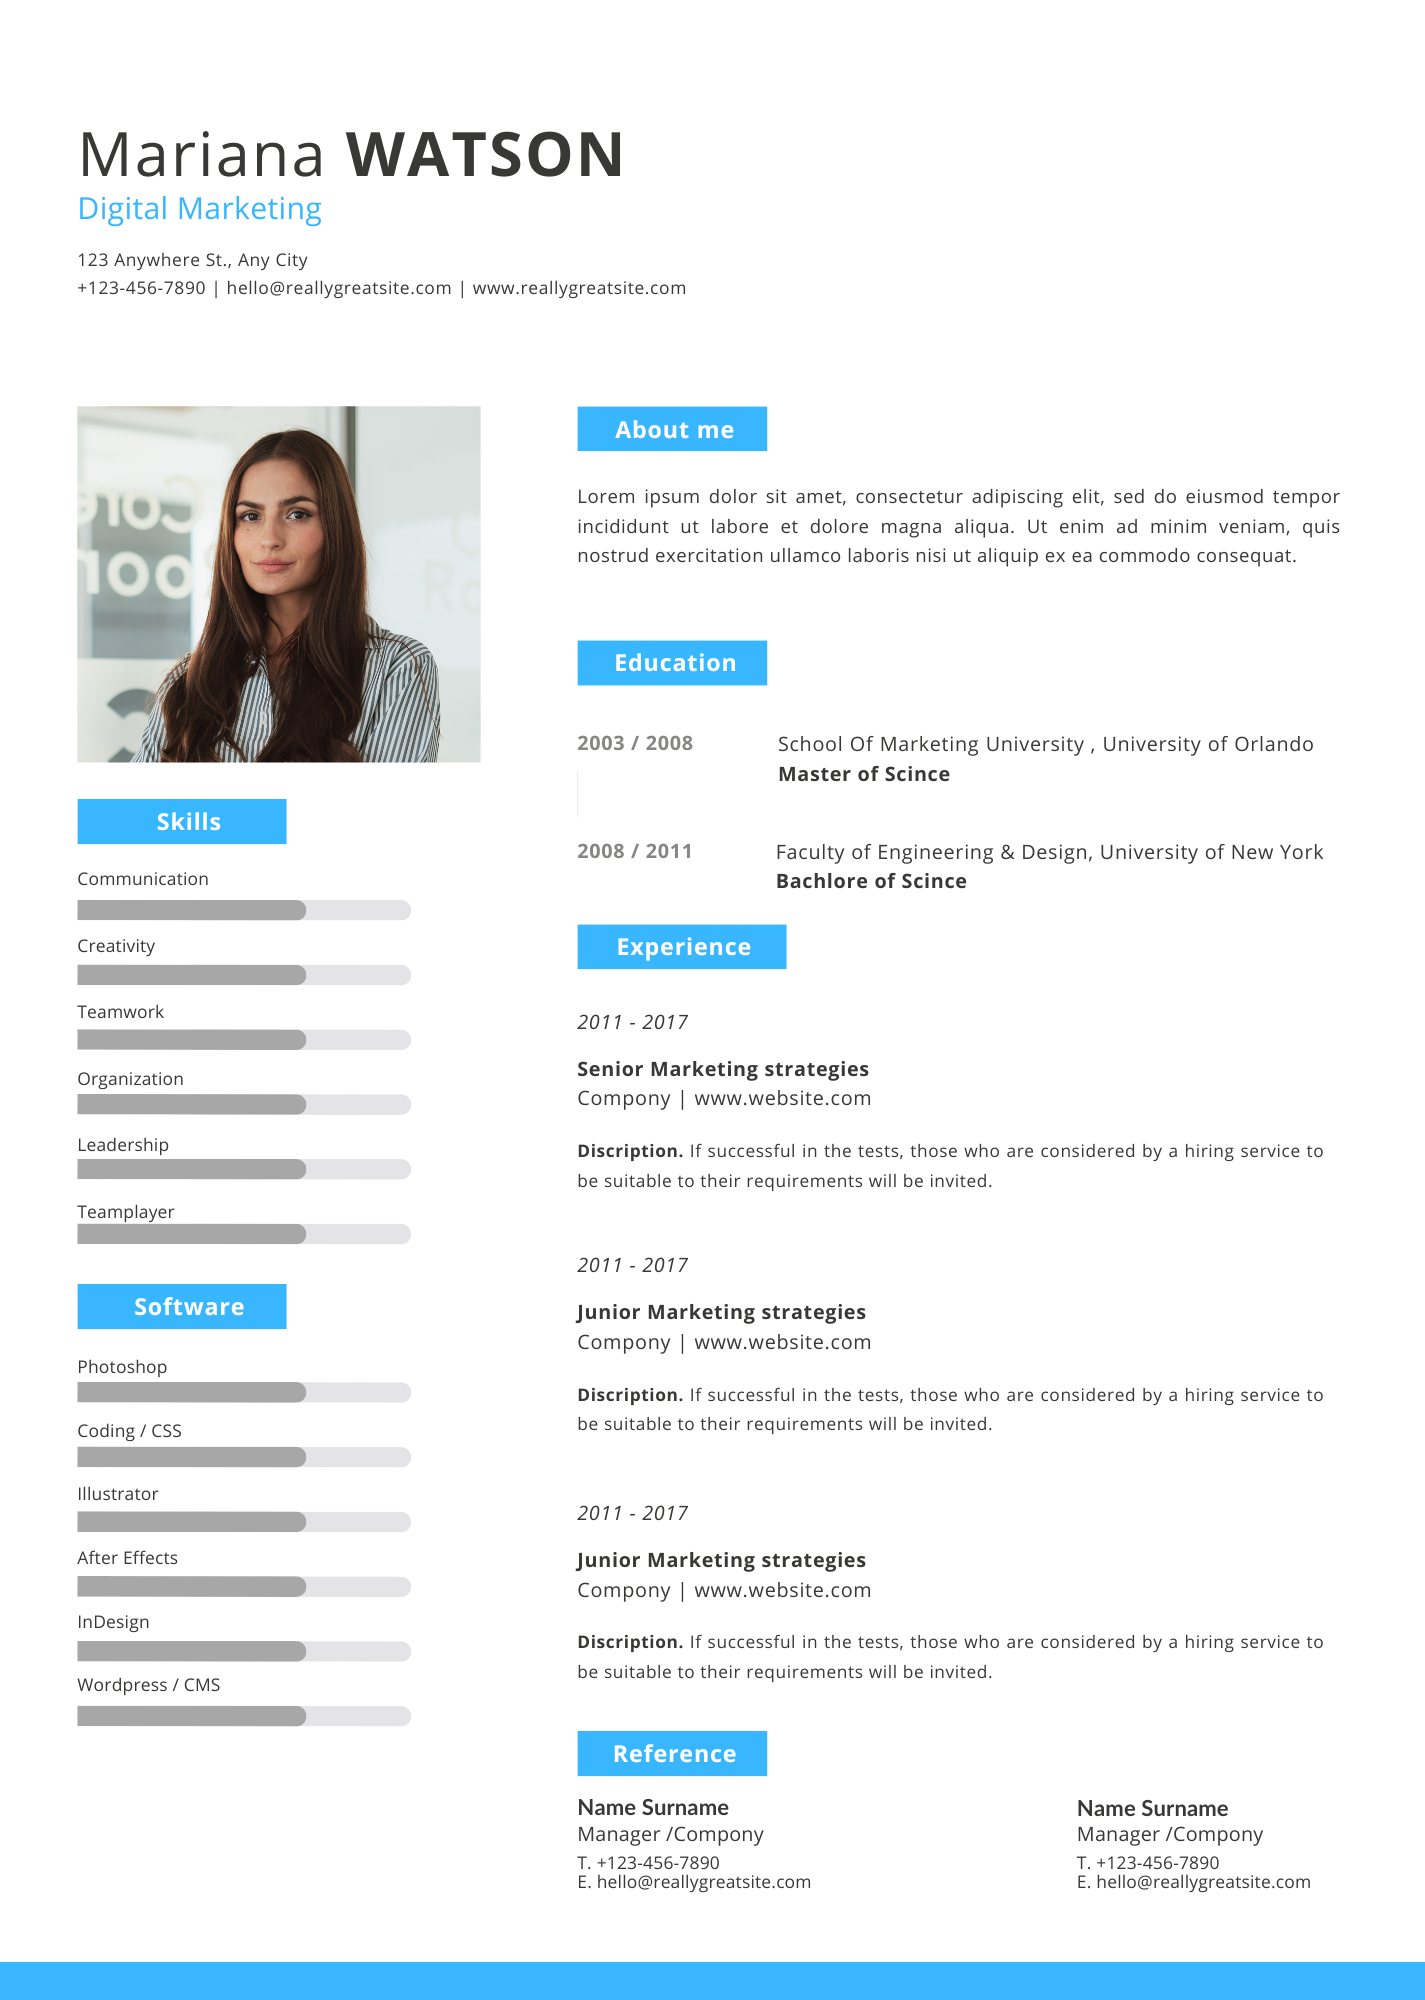 Mariana WATSON
Digital Marketing
123 Anywhere St., Any City
+123-456-7890 | hello@reallygreatsite.com | www.reallygreatsite.com
Skills
Communication
Creativity
Teamwork
Organization
Leadership
Teamplayer
Software
Photoshop
Coding / CSS
Illustrator
After Effects
InDesign
Wordpress / CMS
About me
Lorem ipsum dolor sit amet, consectetur adipiscing elit, sed do eiusmod tempor
incididunt ut labore et dolore magna aliqua. Ut enim ad minim veniam, quis
nostrud exercitation ullamco laboris nisi ut aliquip ex ea commodo consequat.
Education
2003 / 2008 School Of Marketing University , University of Orlando
Master of Scince
2008 / 2011 Faculty of Engineering & Design, University of New York
Bachlore of Scince
Experience
2011 - 2017
Senior Marketing strategies
Compony | www.website.com
Discription. If successful in the tests, those who are considered by a hiring service to
be suitable to their requirements will be invited.
2011 - 2017
Junior Marketing strategies
Compony | www.website.com
Discription. If successful in the tests, those who are considered by a hiring service to
be suitable to their requirements will be invited.
2011 - 2017
Junior Marketing strategies
Compony | www.website.com
Discription. If successful in the tests, those who are considered by a hiring service to
be suitable to their requirements will be invited.
Reference
Name Surname
Manager /Compony
T. +123-456-7890
E. hello@reallygreatsite.com
Name Surname
Manager /Compony
T. +123-456-7890
E. hello@reallygreatsite.com